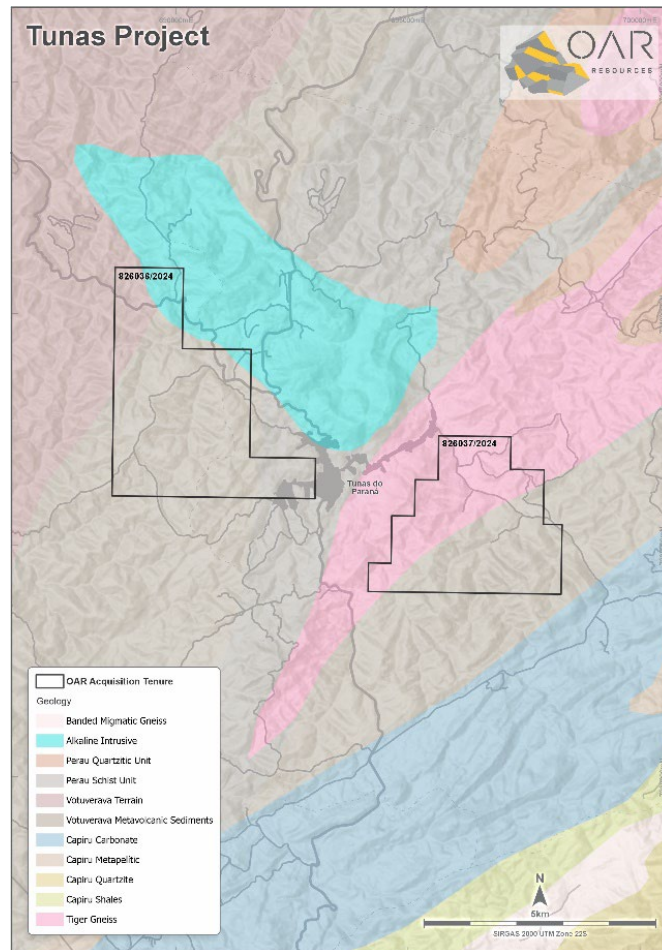 Tunas Project
OAR
RESOURCES
826036/2024
826037/2024
Tunas do
Paraná
OAR Acquisition Tenure
Geology
Banded Migmatic Gneiss
Alkaline Intrusive
Perau Quartzitic Unit
Perau Schist Unit
Votuverava Terrain
Votuverava Metavolcanic Sediments
Capiru Carbonate
Capiru Metapelitic
Capiru Quartzite
Capiru Shales
Tiger Gneiss
N
5km
SIRGAS 2000 UTM Zone 22S